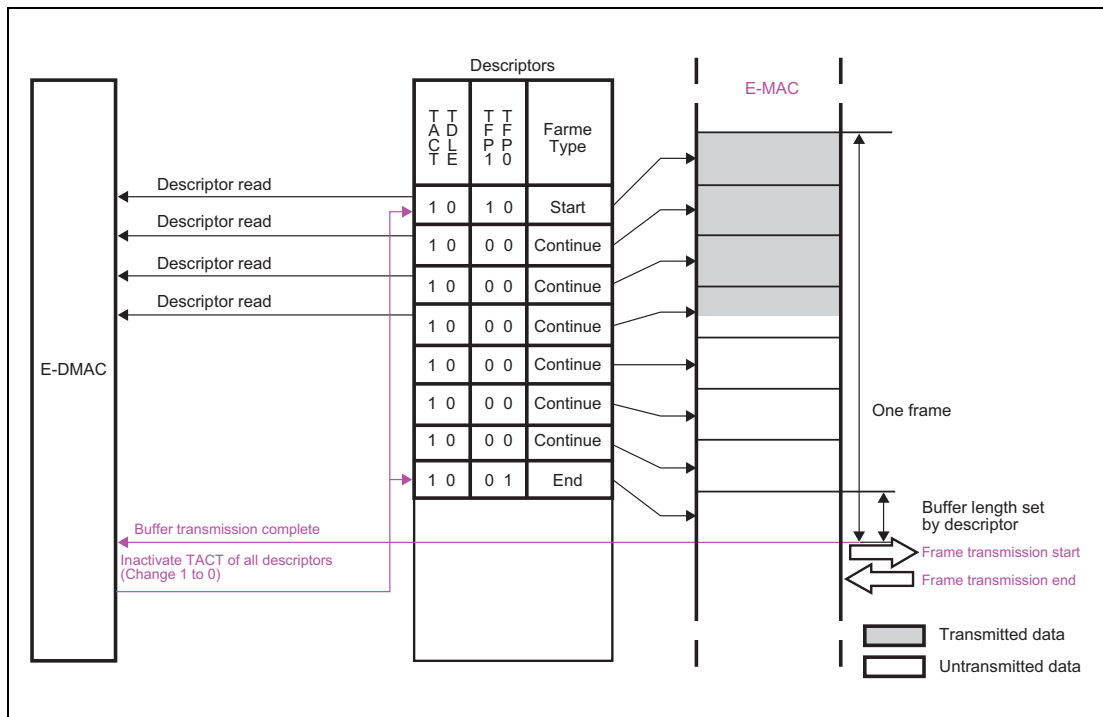 Descriptors
E-MAC
TACT TDLE TFP1 TFP0 Farme
Type
Descriptor read
1 0 1 0 Start
Descriptor read
1 0 0 0 Continue
Descriptor read
1 0 0 0 Continue
Descriptor read
1 0 0 0 Continue
E-DMAC
1 0 0 0 Continue
1 0 0 0 Continue
One frame
1 0 0 0 Continue
1 0 0 1 End
Buffer length set
by descriptor
Buffer transmission complete
Inactivate TACT of all descriptors
(Change 1 to 0)
Frame transmission start
Frame transmission end
Transmitted data
Untransmitted data